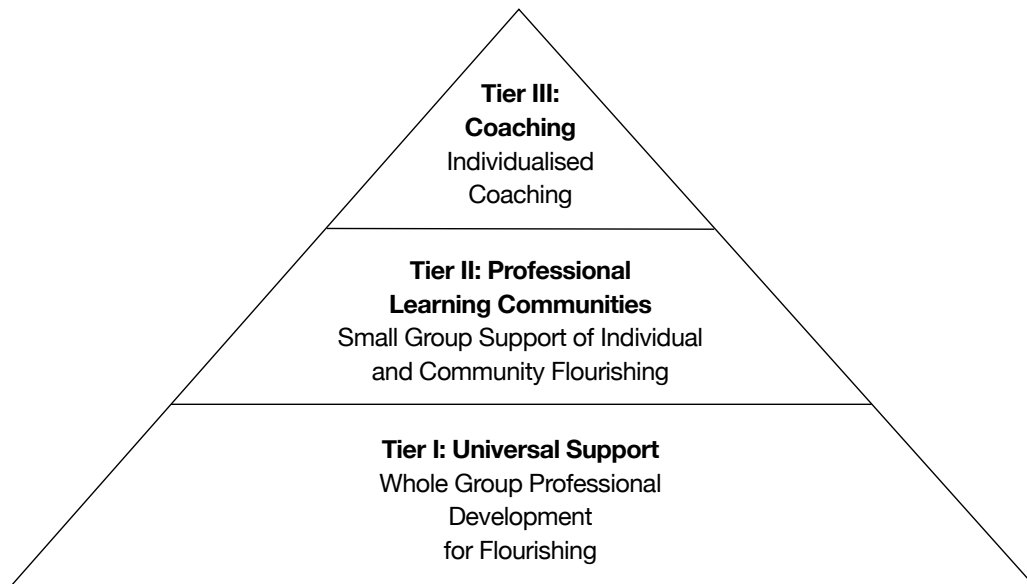 Tier III:
Coaching
Individualised
Coaching
Tier II: Professional
Learning Communities
Small Group Support of Individual
and Community Flourishing
Tier I: Universal Support
Whole Group Professional
Development
for Flourishing